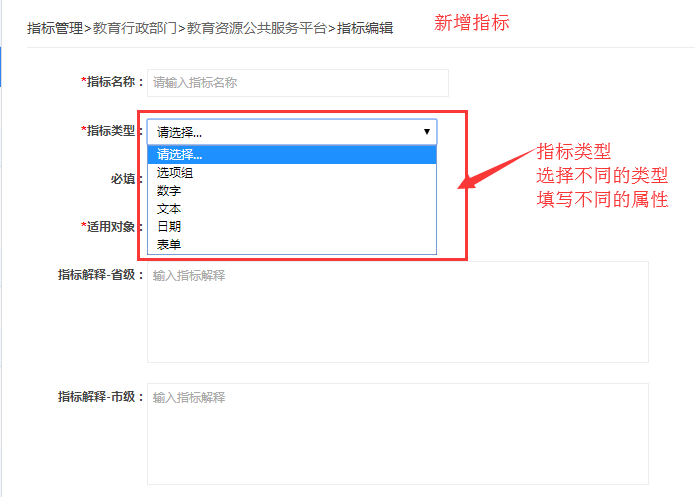 指标管理>教育行政部门>教育资源公共服务平台>指标编辑
新增指标
*指标名称：
请输入指标名称
*指标类型：
请选择...
请选择...
选项组
数字
文本
日期
表单
必填：
*适用对象：
指标类型
选择不同的类型
填写不同的属性
指标解释-省级：
输入指标解释
指标解释-市级：
输入指标解释